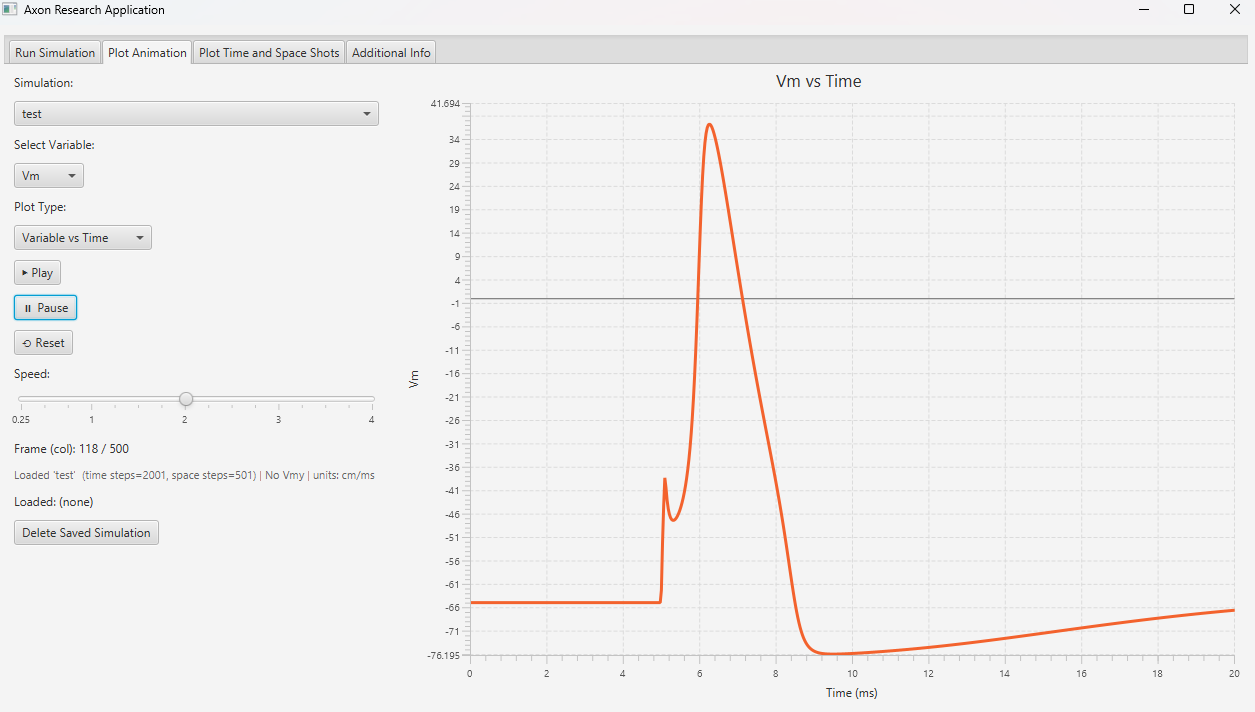 Axon Research Application
Run Simulation
Plot Animation
Plot Time and Space Shots
Additional Info
Simulation:
test
Select Variable:
Vm
Plot Type:
Variable vs Time
Play
Pause
Reset
Speed:
0.25 1 2 3 4
Frame (col): 118 / 500
Loaded 'test' (time steps=2001, space steps=501) | No Vmy | units: cm/ms
Loaded: (none)
Delete Saved Simulation
Vm vs Time
41.694
34
29
24
19
14
9
4
-1
-6
-11
-16
-21
-26
-31
-36
-41
-46
-51
-56
-61
-66
-71
-76.195
Vm
0 2 4 6 8 10 12 14 16 18 20
Time (ms)